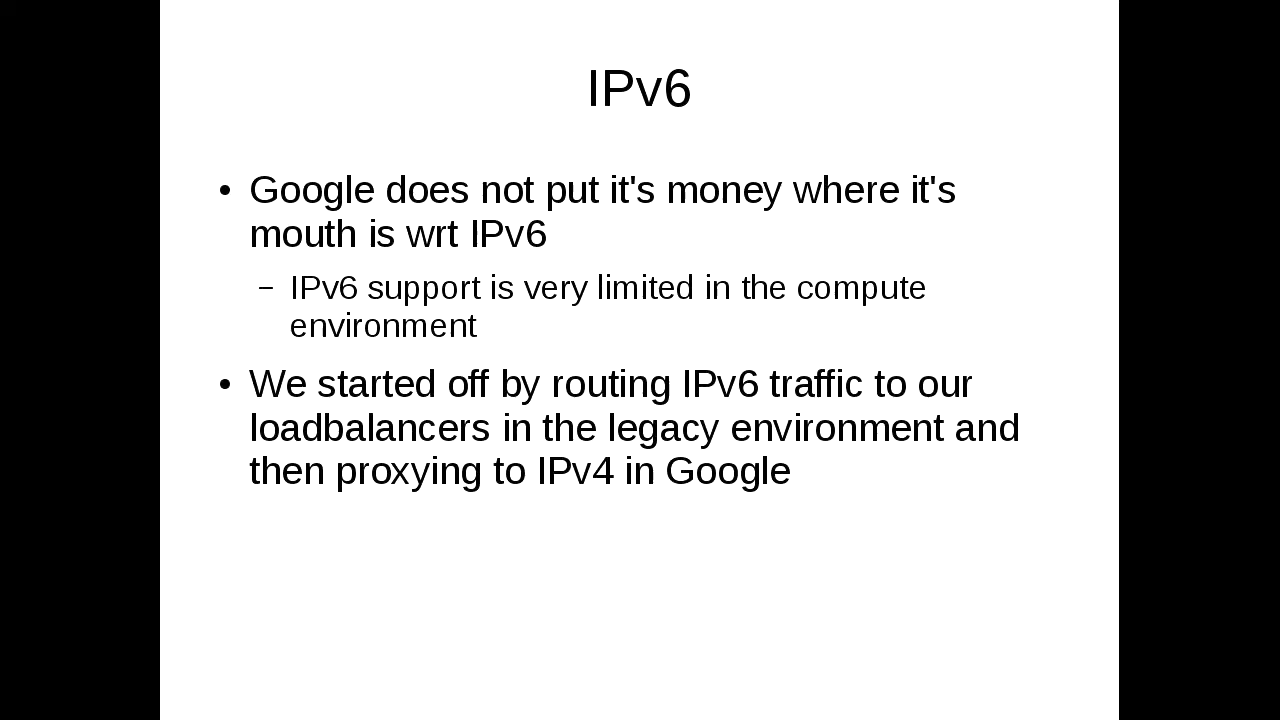 IPv6
• Google does not put it's money where it's
mouth is wrt IPv6
– IPv6 support is very limited in the compute
environment
• We started off by routing IPv6 traffic to our
loadbalancers in the legacy environment and
then proxying to IPv4 in Google